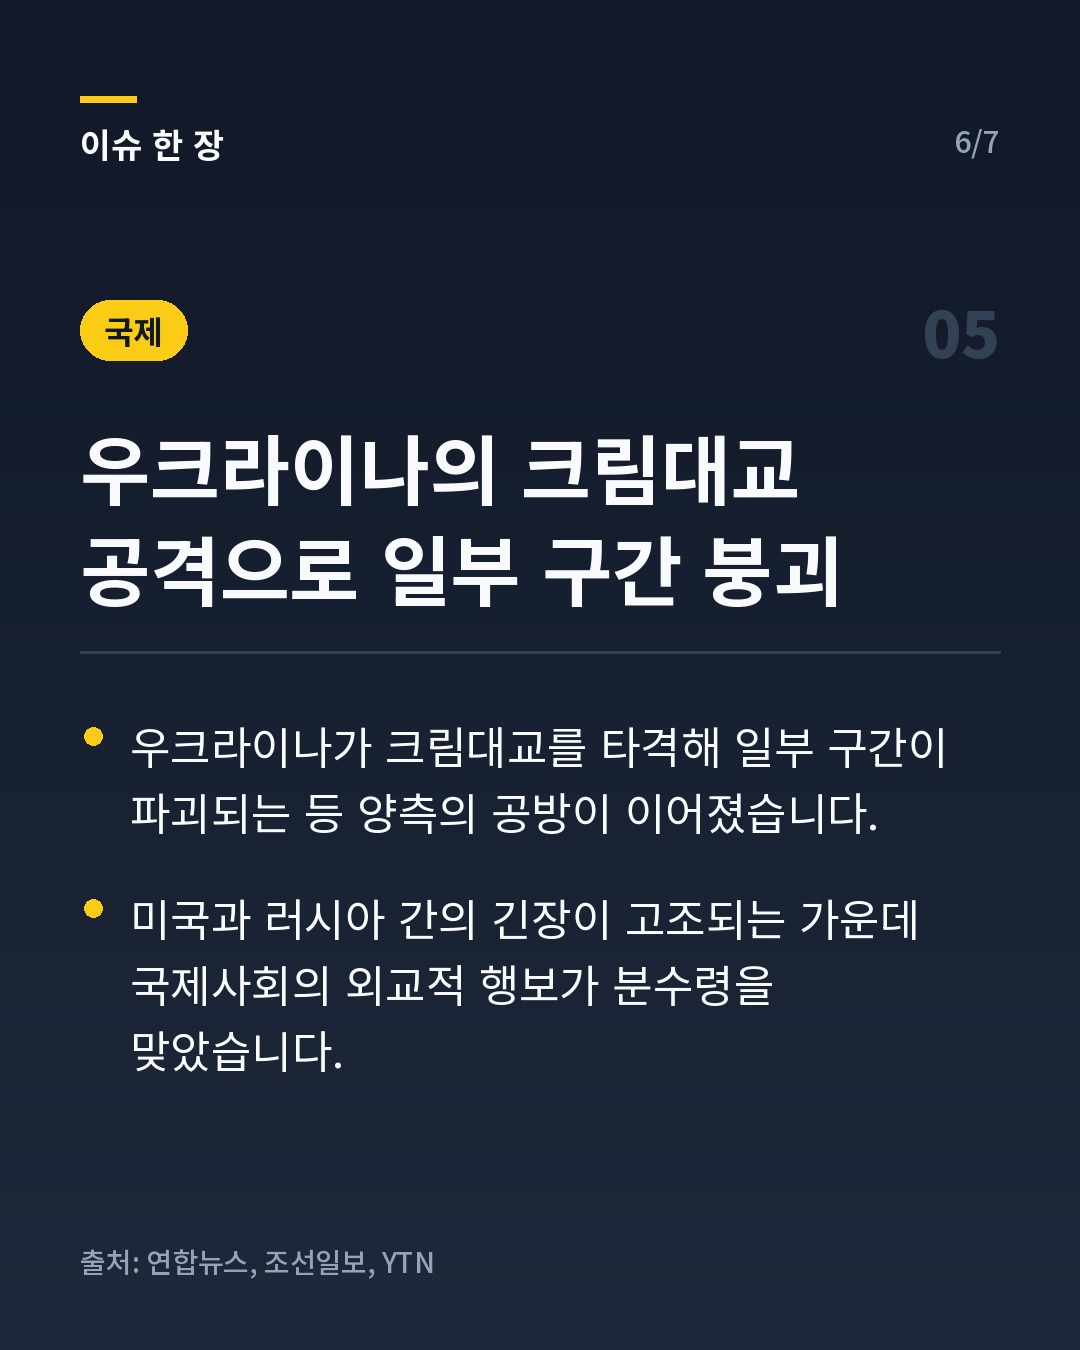 이슈 한 장
6/7
국제
05
우크라이나의 크림대교
공격으로 일부 구간 붕괴
우크라이나가 크림대교를 타격해 일부 구간이
파괴되는 등 양측의 공방이 이어졌습니다.
미국과 러시아 간의 긴장이 고조되는 가운데
국제사회의 외교적 행보가 분수령을
맞았습니다.
출처: 연합뉴스, 조선일보, YTN